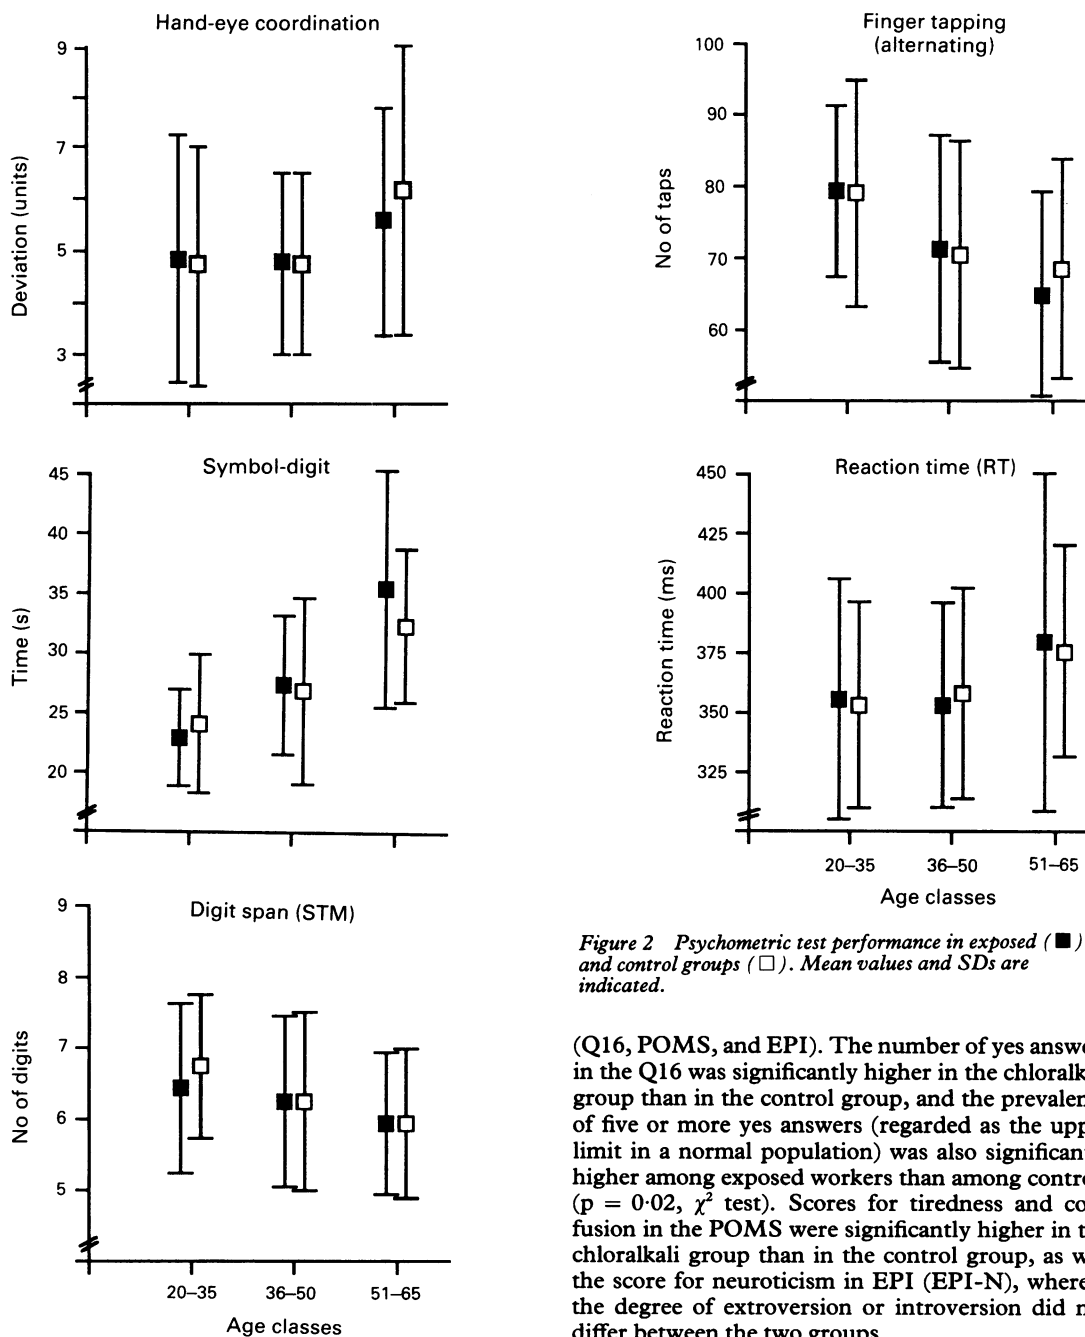 Hand-eye coordination
9
7
5
3
Deviation (units)
Symbol-digit
45
40
35
30
25
20
Time (s)
Digit span (STM)
9
8
7
6
5
No of digits
20–35 36–50 51–65
Age classes
Finger tapping
(alternating)
100
90
80
70
60
No of taps
Reaction time (RT)
450
425
400
375
350
325
Reaction time (ms)
20–35 36–50 51–65
Age classes
Figure 2 Psychometric test performance in exposed (■)
and control groups (□). Mean values and SDs are
indicated.
(Q16, POMS, and EPI). The number of yes answe
in the Q16 was significantly higher in the chloralk
group than in the control group, and the prevalen
of five or more yes answers (regarded as the upp
limit in a normal population) was also significan
higher among exposed workers than among contro
(p = 0·02, χ² test). Scores for tiredness and co
fusion in the POMS were significantly higher in t
chloralkali group than in the control group, as w
the score for neuroticism in EPI (EPI-N), where
the degree of extroversion or introversion did n
differ between the two groups.